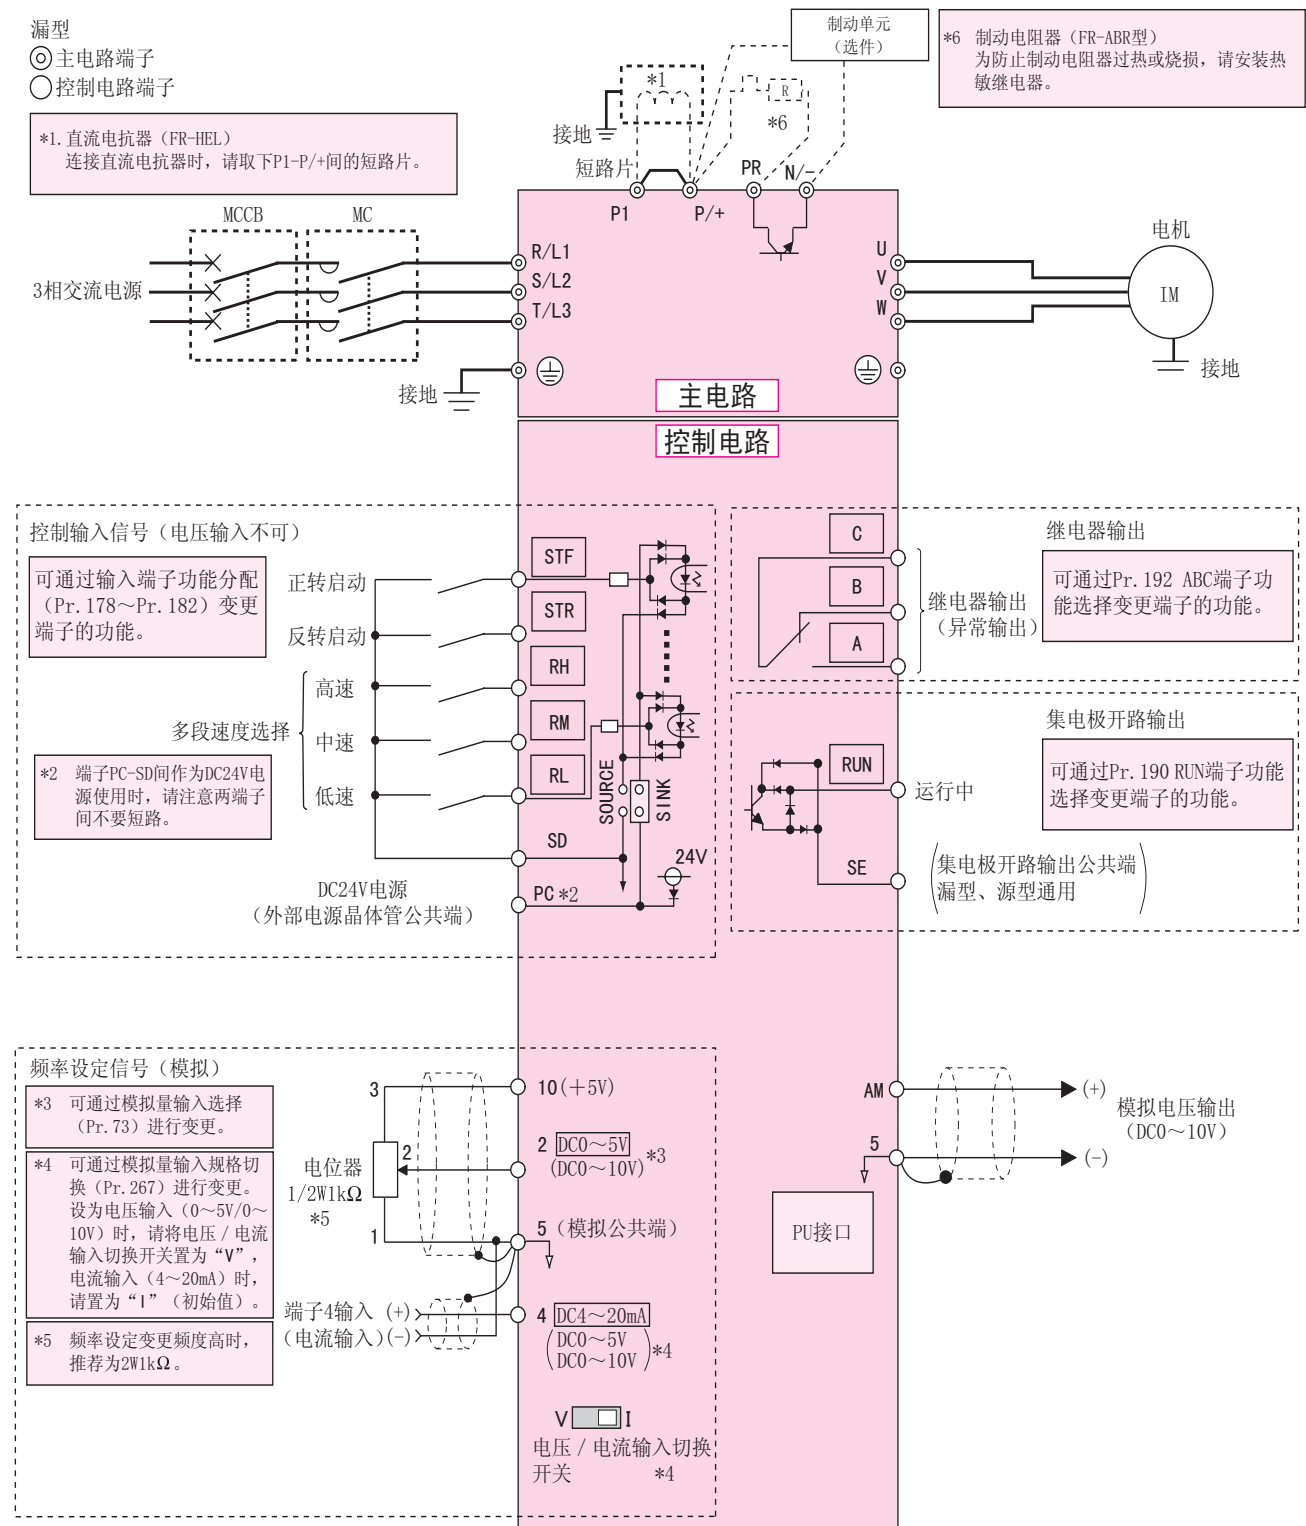 漏型
主电路端子
控制电路端子
*1. 直流电抗器（FR-HEL）
连接直流电抗器时，请取下P1-P/+间的短路片。
制动单元
（选件）
*6 制动电阻器（FR-ABR型）
为防止制动电阻器过热或烧损，请安装热
敏继电器。
*1
R
*6
接地
短路片
PR
N/-
P1
P/+
MCCB
MC
3相交流电源
R/L1
S/L2
T/L3
U
V
W
电机
IM
接地
接地
主电路
控制电路
控制输入信号（电压输入不可）
可通过输入端子功能分配
（Pr.178～Pr.182）变更
端子的功能。
正转启动
反转启动
高速
多段速度选择
中速
低速
*2 端子PC-SD间作为DC24V电
源使用时，请注意两端子
间不要短路。
STF
STR
RH
RM
RL
SOURCE
SINK
SD
24V
PC *2
DC24V电源
（外部电源晶体管公共端）
C
B
A
继电器输出
继电器输出
（异常输出）
可通过Pr.192 ABC端子功
能选择变更端子的功能。
集电极开路输出
可通过Pr.190 RUN端子功能
选择变更端子的功能。
RUN
运行中
SE
集电极开路输出公共端
漏型、源型通用
频率设定信号（模拟）
*3 可通过模拟量输入选择
（Pr.73）进行变更。
*4 可通过模拟量输入规格切
换（Pr.267）进行变更。
设为电压输入（0～5V/0～
10V）时，请将电压/电流
输入切换开关置为“V”，
电流输入（4～20mA）时，
请置为“I”（初始值）。
*5 频率设定变更频度高时，
推荐为2W1kΩ。
3
2
1
电位器
1/2W1kΩ
*5
10(＋5V)
2 DC0～5V
(DC0～10V)
*3
5（模拟公共端）
端子4输入 (+)
（电流输入）(-)
4 DC4～20mA
DC0～5V
DC0～10V
*4
V
I
电压/电流输入切换
开关 *4
AM
5
(+)
(-)
模拟电压输出
（DC0～10V）
PU接口